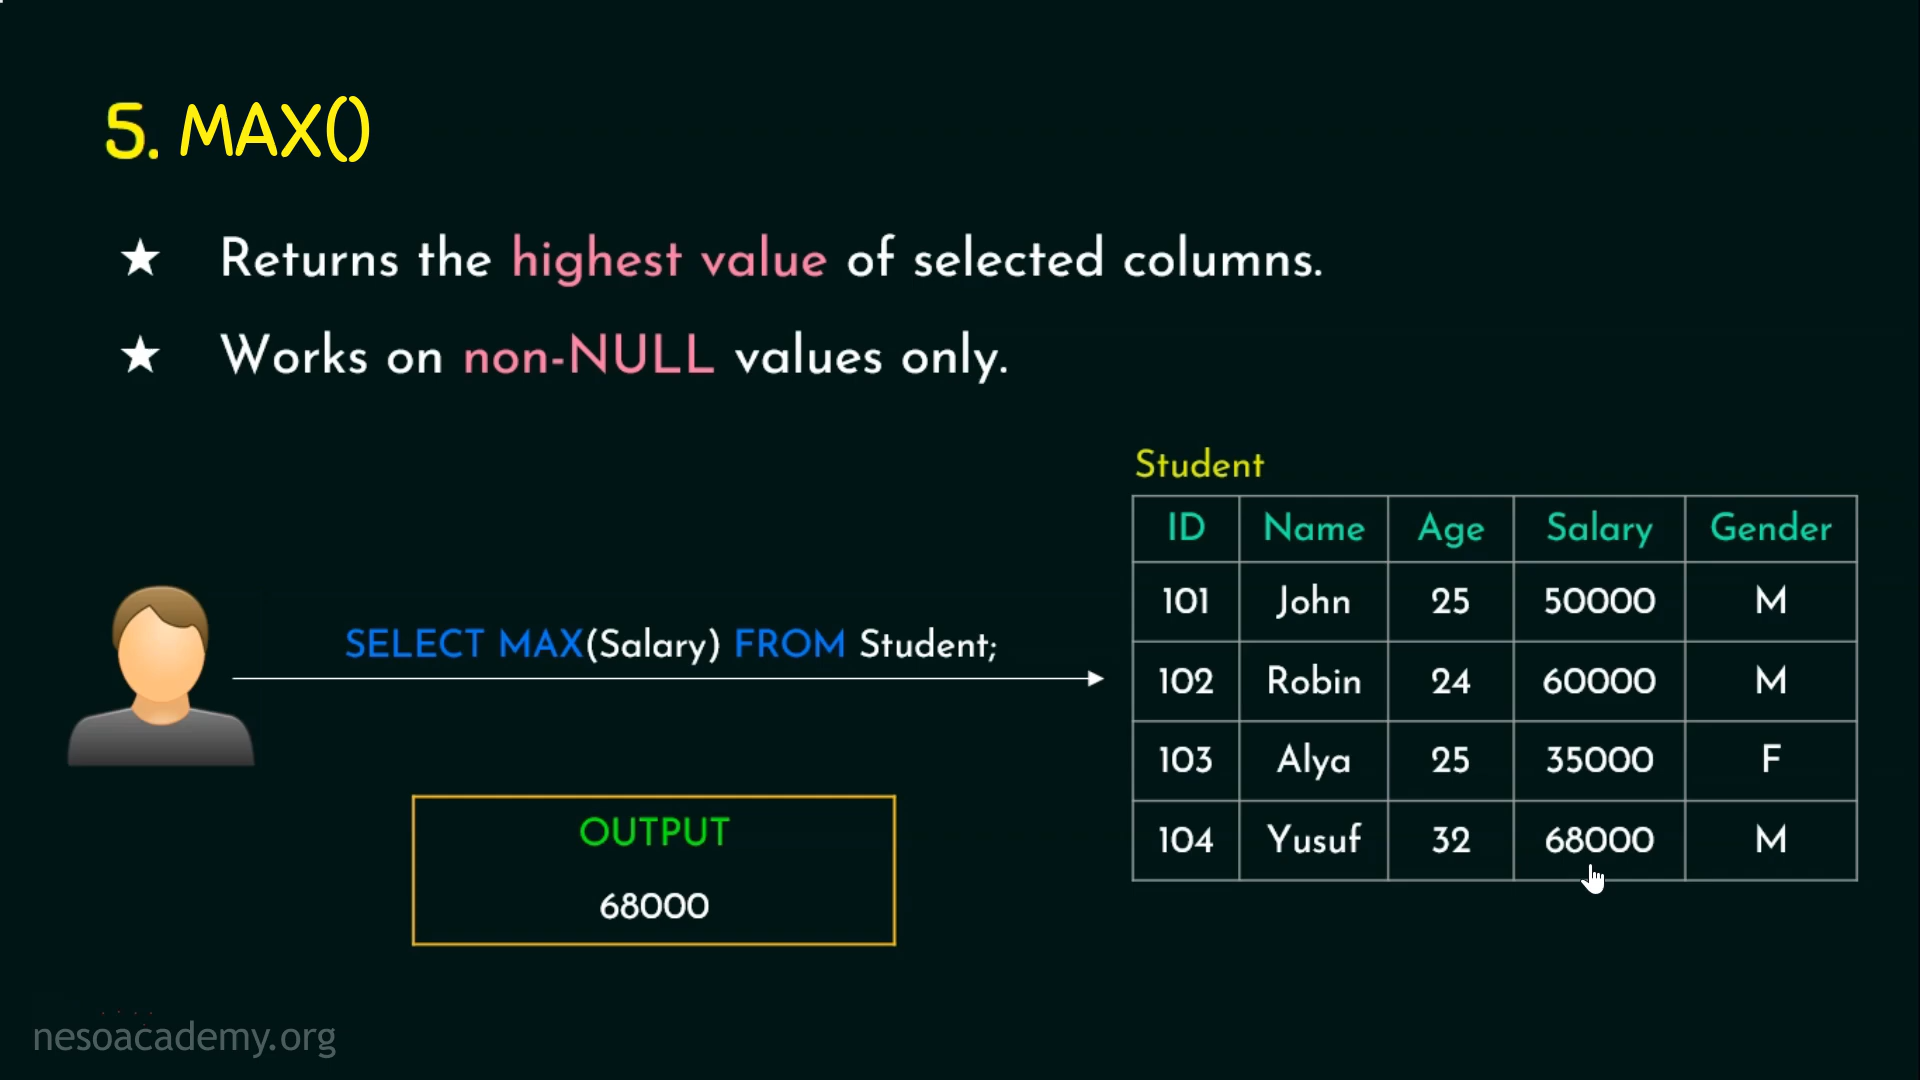 5. MAX()
★ Returns the highest value of selected columns.
★ Works on non-NULL values only.
Student
ID Name Age Salary Gender
101 John 25 50000 M
102 Robin 24 60000 M
103 Alya 25 35000 F
104 Yusuf 32 68000 M
SELECT MAX(Salary) FROM Student;
OUTPUT
68000
nesoacademy.org